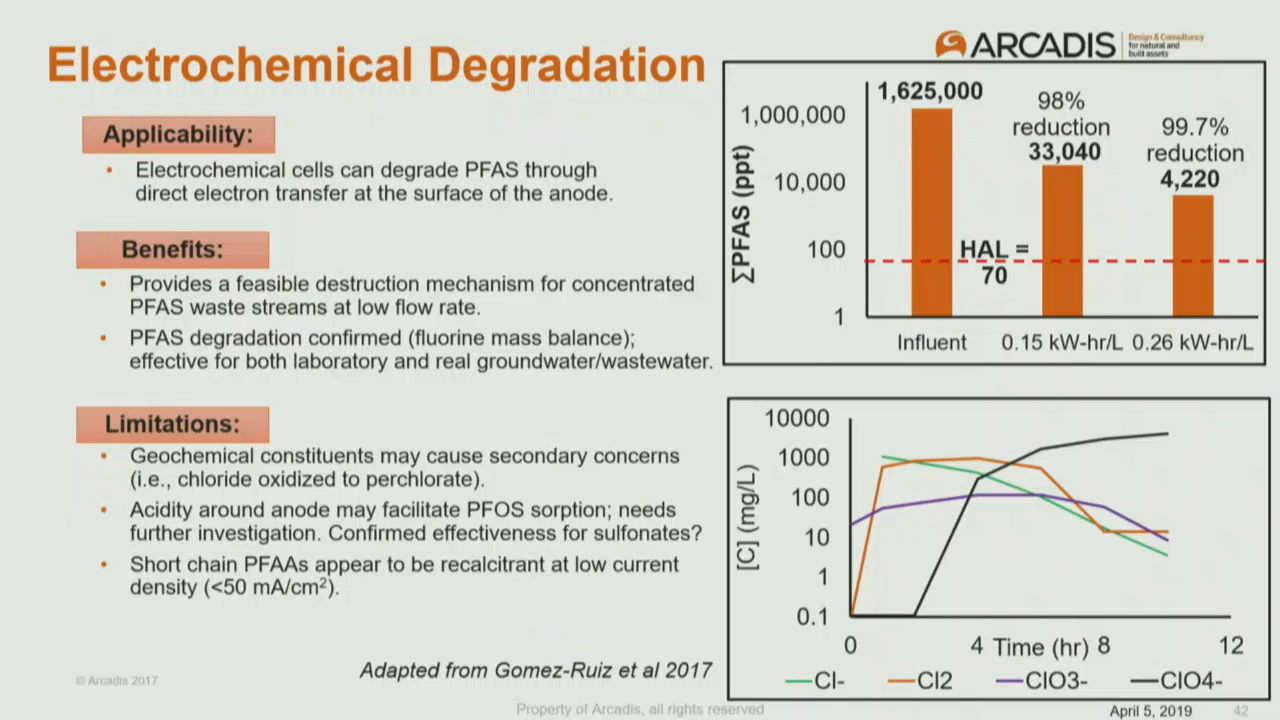 Electrochemical Degradation
ARCADIS
Design & Consultancy
for natural and
built assets
Applicability:
• Electrochemical cells can degrade PFAS through
direct electron transfer at the surface of the anode.
Benefits:
• Provides a feasible destruction mechanism for concentrated
PFAS waste streams at low flow rate.
• PFAS degradation confirmed (fluorine mass balance);
effective for both laboratory and real groundwater/wastewater.
Limitations:
• Geochemical constituents may cause secondary concerns
(i.e., chloride oxidized to perchlorate).
• Acidity around anode may facilitate PFOS sorption; needs
further investigation. Confirmed effectiveness for sulfonates?
• Short chain PFAAs appear to be recalcitrant at low current
density (<50 mA/cm²).
Adapted from Gomez-Ruiz et al 2017
∑PFAS (ppt)
1,000,000
10,000
100
1
1,625,000
98%
reduction
33,040
99.7%
reduction
4,220
HAL =
70
Influent 0.15 kW-hr/L 0.26 kW-hr/L
[C] (mg/L)
10000
1000
100
10
1
0.1
0 4 8 12
Time (hr)
Cl- Cl2 ClO3- ClO4-
© Arcadis 2017
Property of Arcadis, all rights reserved
April 5, 2019
42